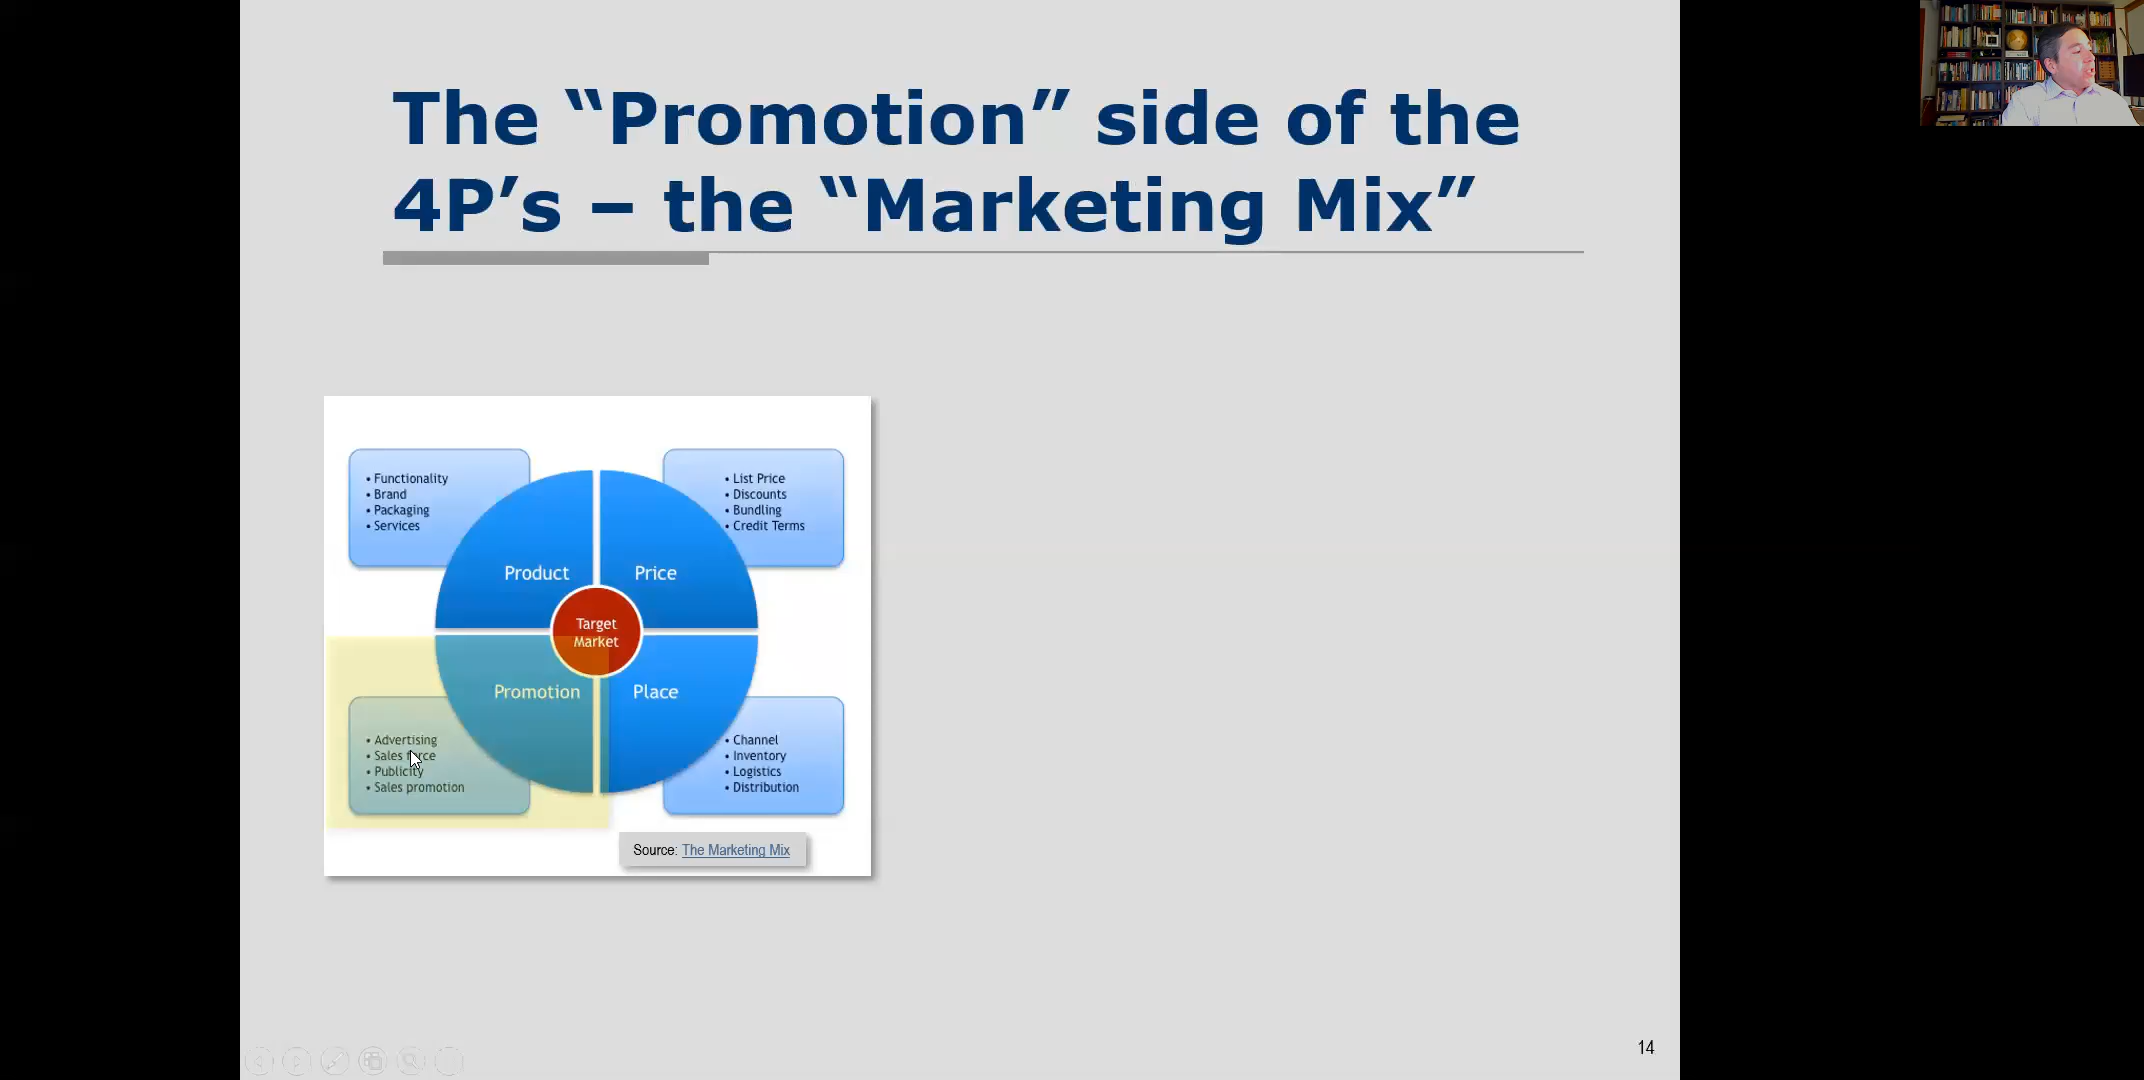 The “Promotion” side of the
4P’s – the “Marketing Mix”
• Functionality
• Brand
• Packaging
• Services
• List Price
• Discounts
• Bundling
• Credit Terms
Product
Price
Target
Market
Promotion
Place
• Advertising
• Sales force
• Publicity
• Sales promotion
• Channel
• Inventory
• Logistics
• Distribution
Source: The Marketing Mix
14